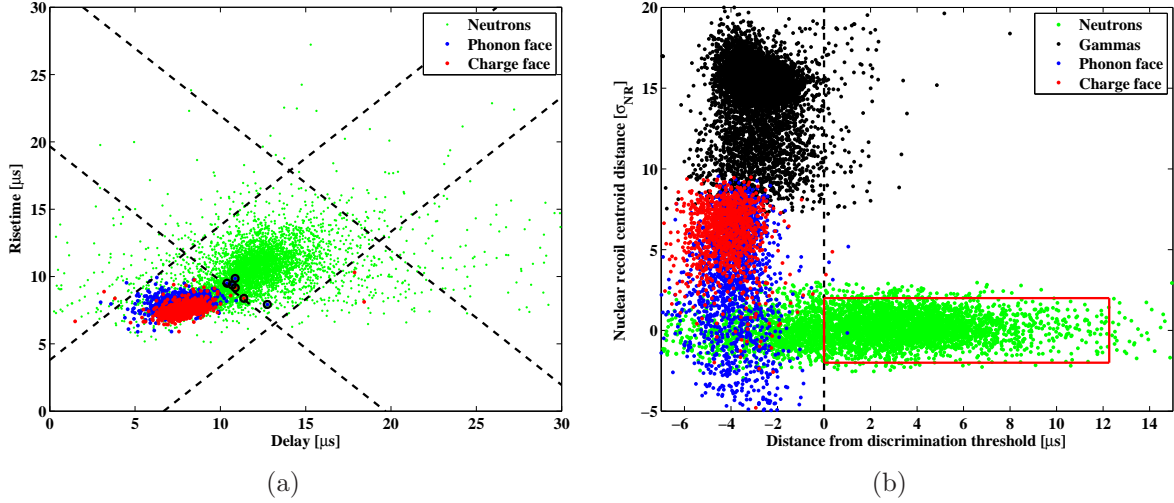 30
25
20
15
10
5
0
Risetime [μs]
0 5 10 15 20 25 30
Delay [μs]
Neutrons
Phonon face
Charge face
(a)
20
15
10
5
0
−5
Nuclear recoil centroid distance [σNR]
−6 −4 −2 0 2 4 6 8 10 12 14
Distance from discrimination threshold [μs]
Neutrons
Gammas
Phonon face
Charge face
(b)